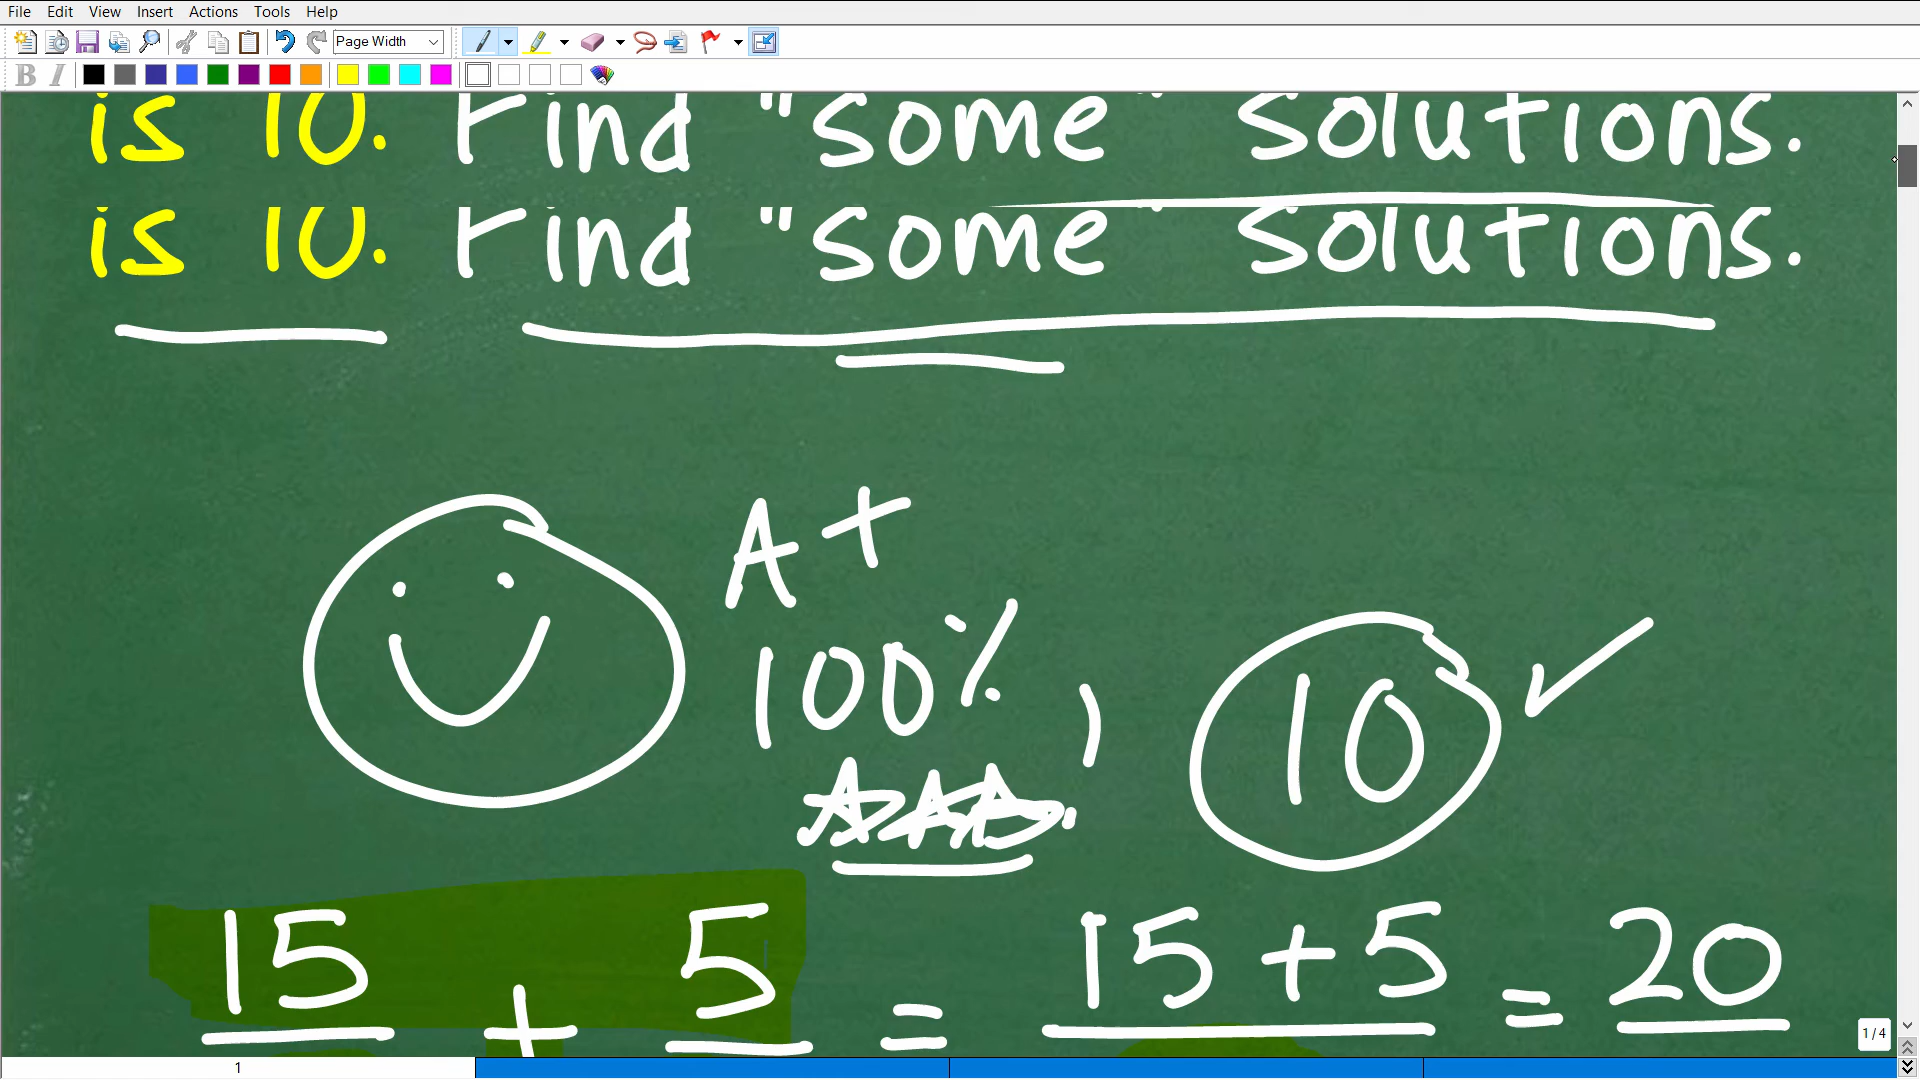 File Edit View Insert Actions Tools Help
Page Width
B I
is 10. Find "some" solutions.
is 10. Find "some" solutions.
A+
100%
, 10
15 + 5 = 15 + 5 = 20
1 / 4
1